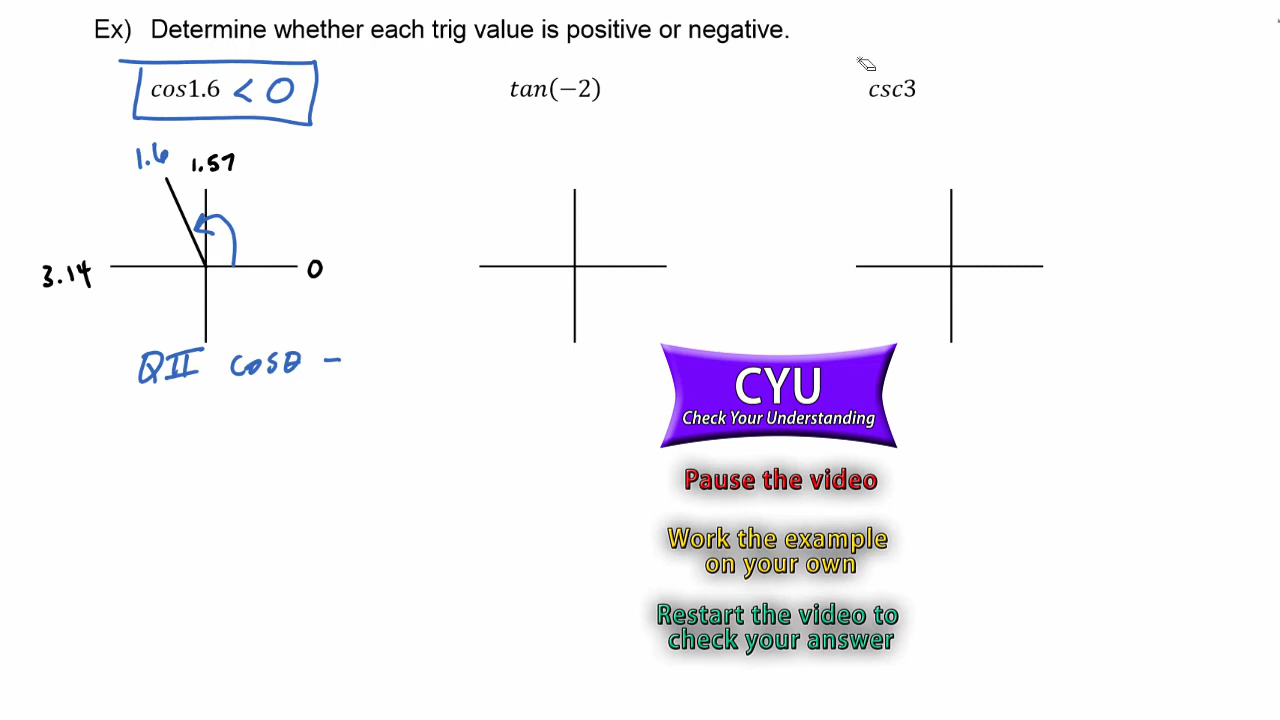 Ex) Determine whether each trig value is positive or negative.
cos1.6 < 0
tan(−2)
csc3
1.6
1.57
3.14
0
QII cosθ −
CYU
Check Your Understanding
Pause the video
Work the example
on your own
Restart the video to
check your answer